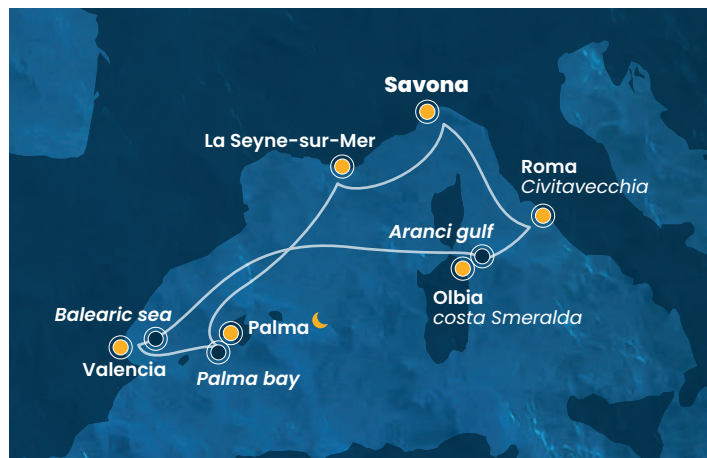 Savona
La Seyne-sur-Mer
Roma
Civitavecchia
Aranci gulf
Olbia
costa Smeralda
Balearic sea
Palma
Valencia
Palma bay